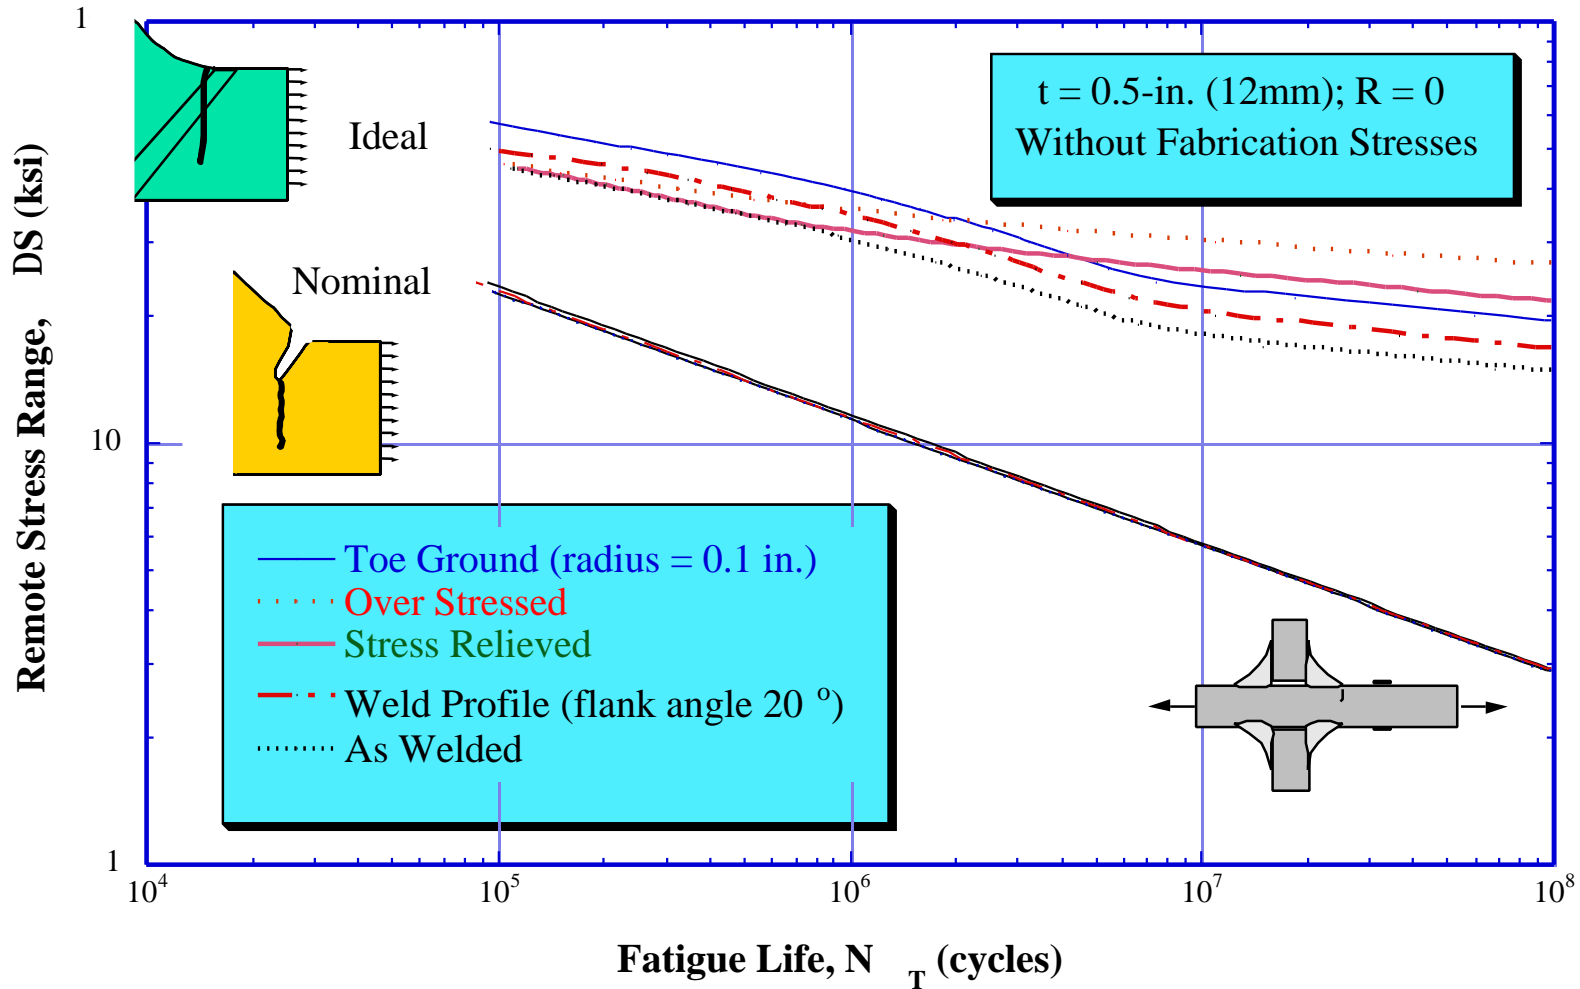 1
Ideal
t = 0.5-in. (12mm); R = 0
Without Fabrication Stresses
Nominal
Remote Stress Range, DS (ksi)
10
Toe Ground (radius = 0.1 in.)
Over Stressed
Stress Relieved
Weld Profile (flank angle 20 °)
As Welded
1
10⁴ 10⁵ 10⁶ 10⁷ 10⁸
Fatigue Life, N T (cycles)